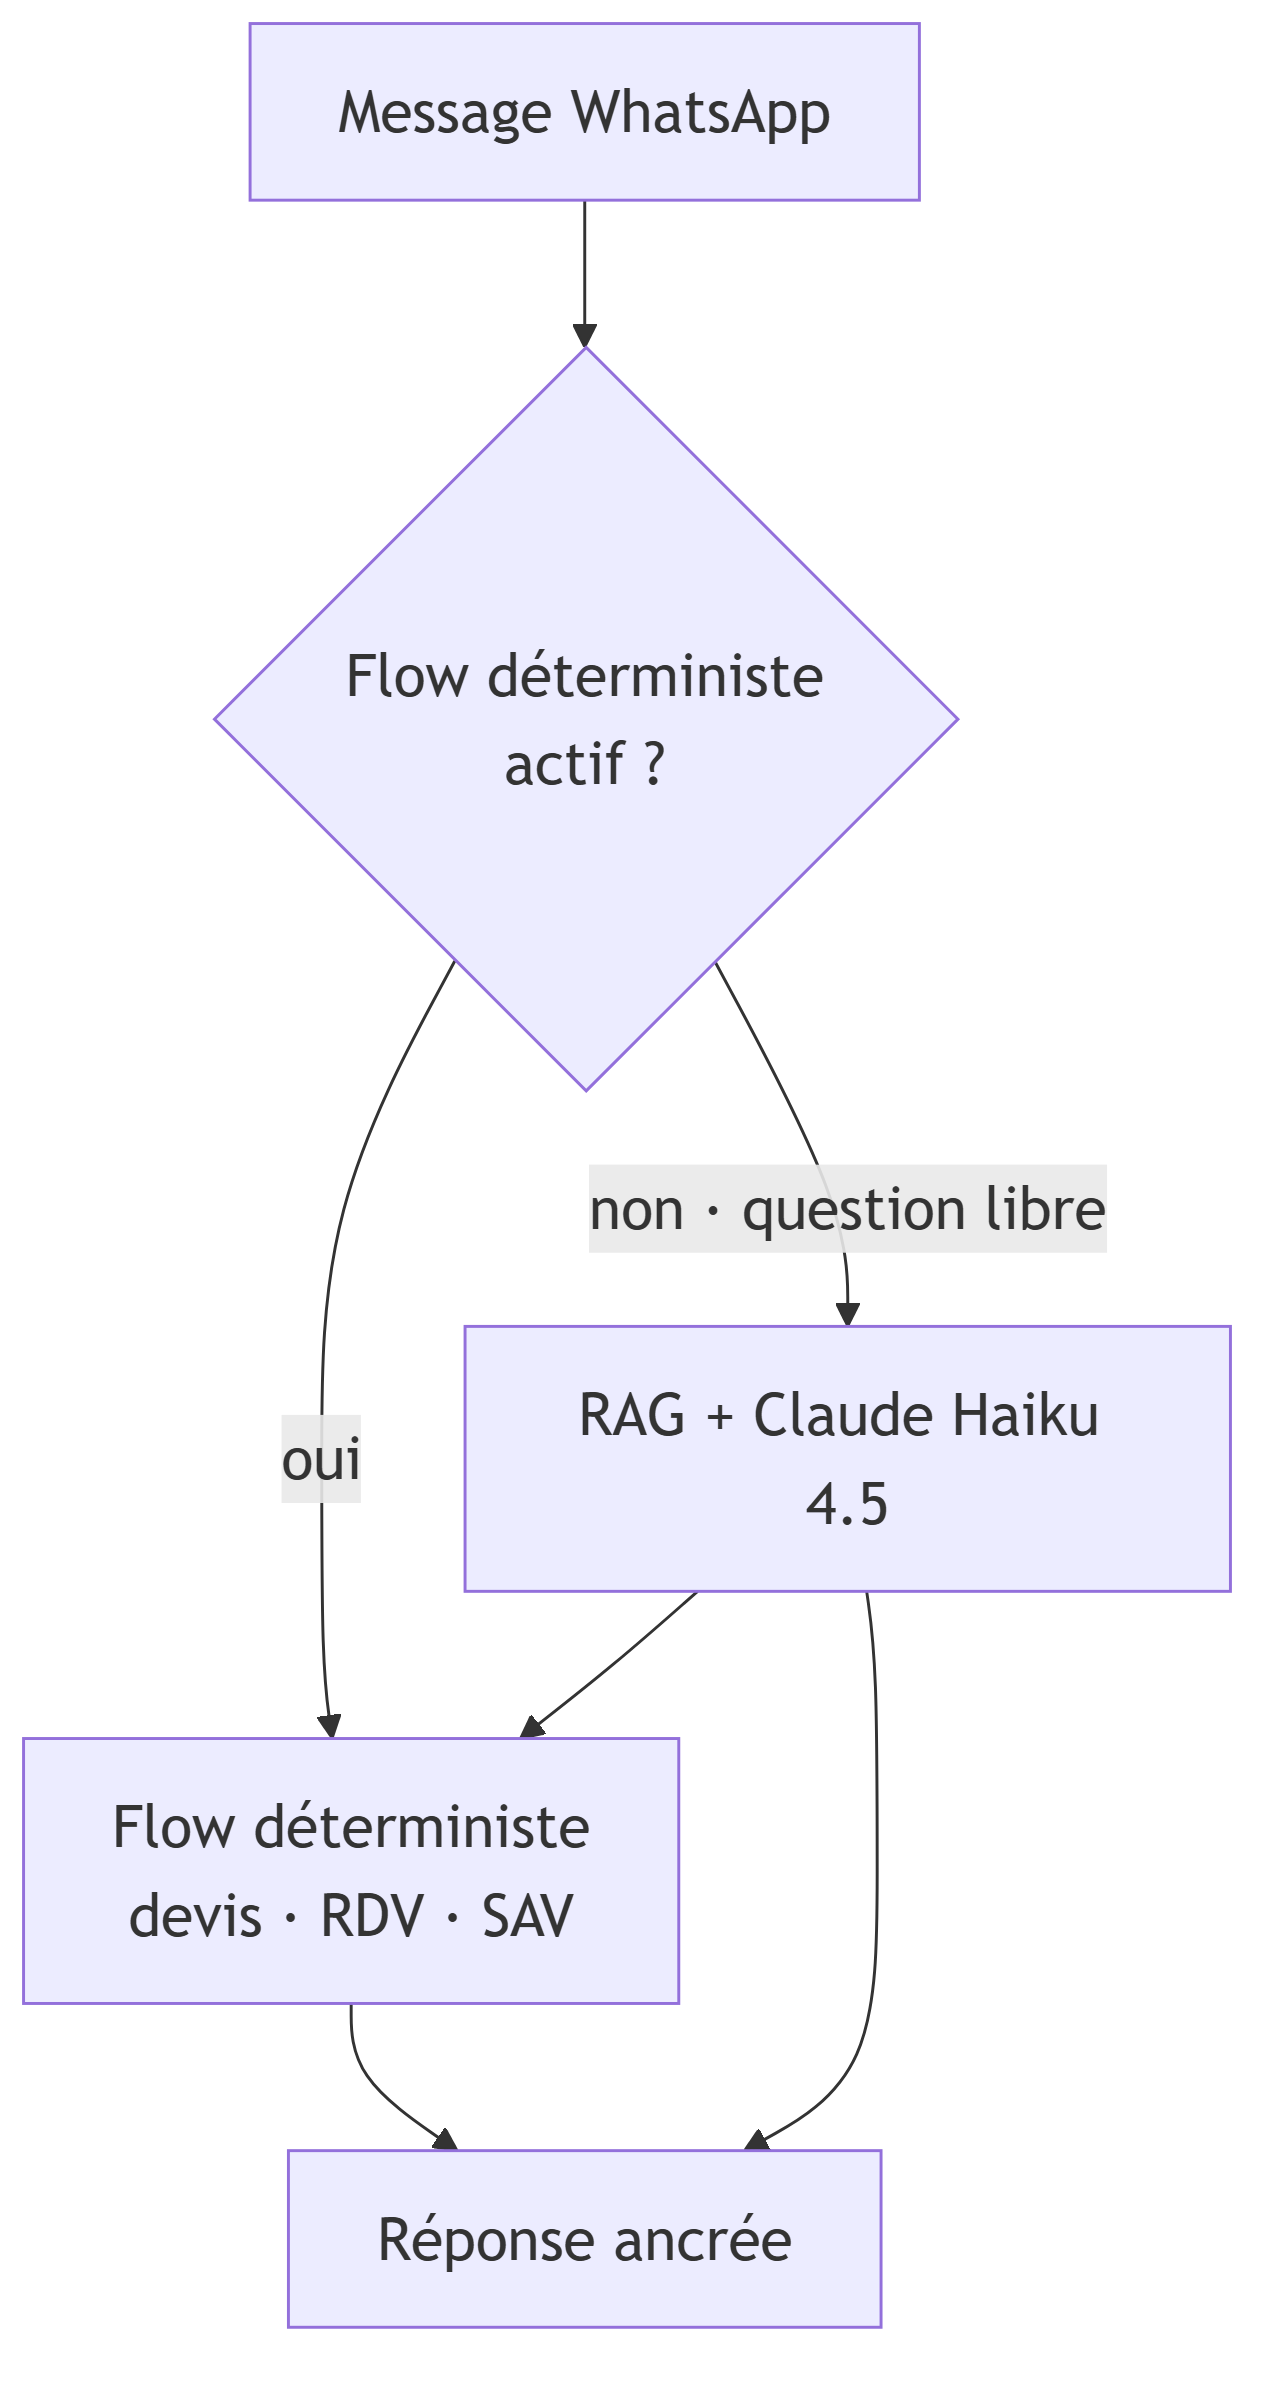 Message WhatsApp
Flow déterministe
actif ?
non · question libre
RAG + Claude Haiku
4.5
oui
Flow déterministe
devis · RDV · SAV
Réponse ancrée